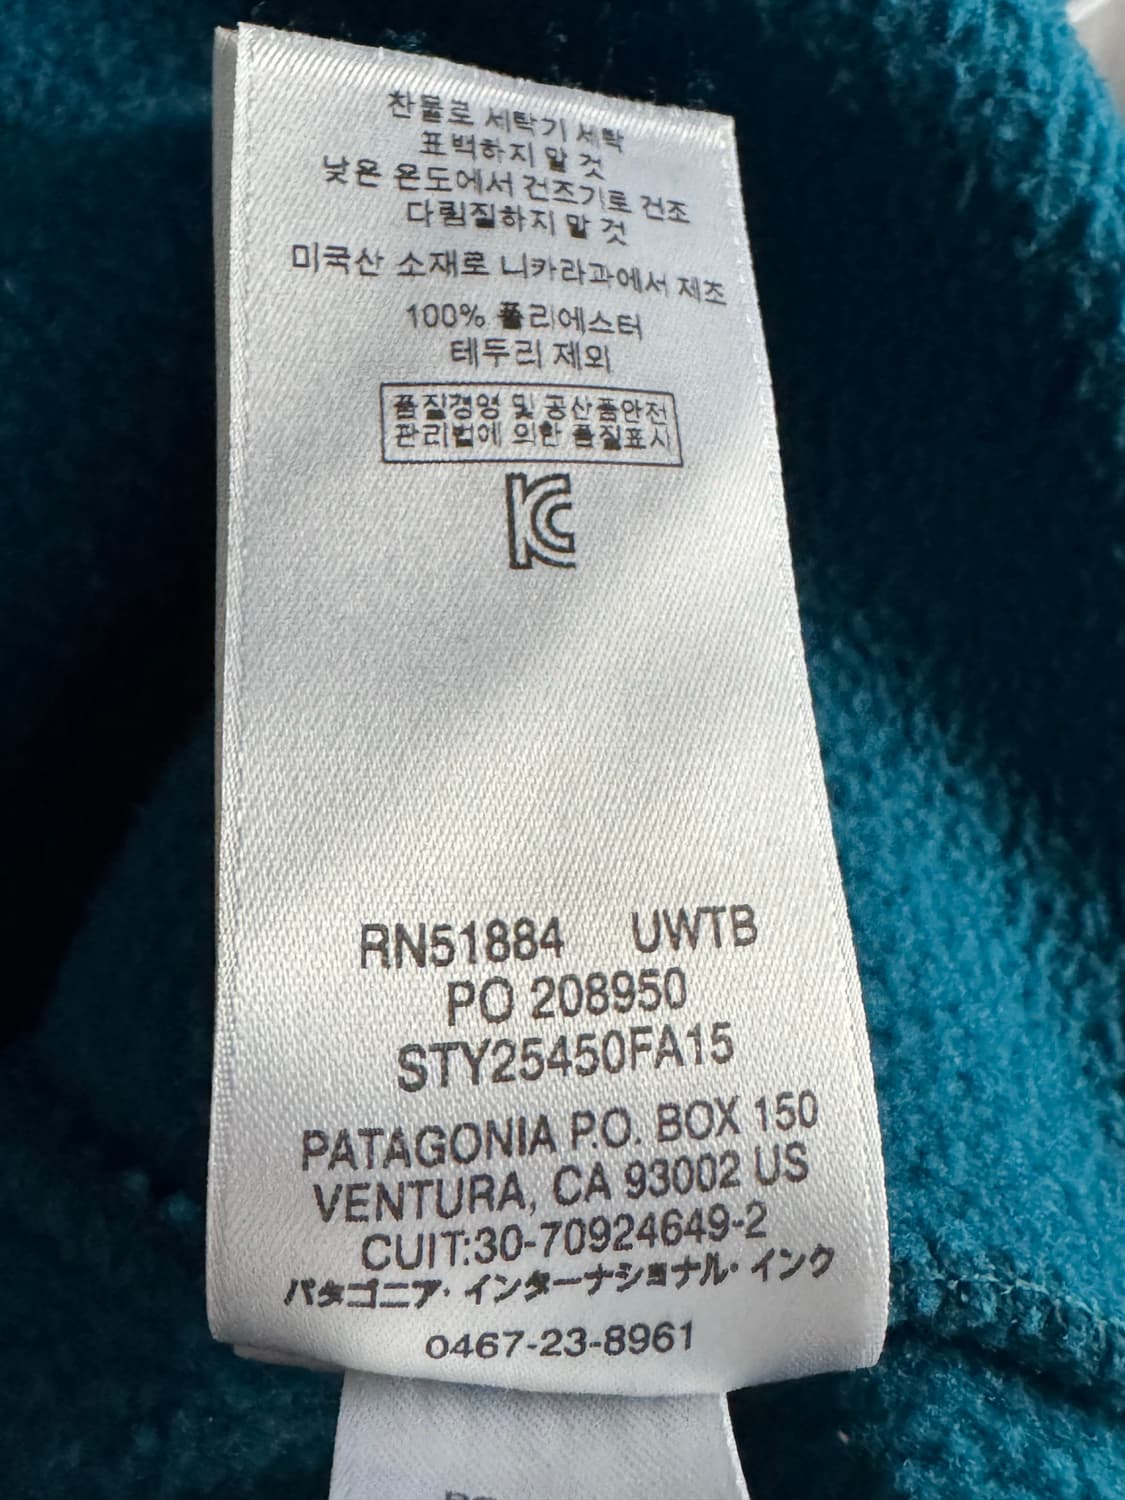 찬물로 세탁기 세탁
표백하지 말 것
낮은 온도에서 건조기로 건조
다림질하지 말 것
미국산 소재로 니카라과에서 제조
100% 폴리에스터
테두리 제외
품질경영 및 공산품안전
관리법에 의한 품질표시
KC
RN51884 UWTB
PO 208950
STY25450FA15
PATAGONIA P.O. BOX 150
VENTURA, CA 93002 US
CUIT:30-70924649-2
パタゴニア・インターナショナル・インク
0467-23-8961